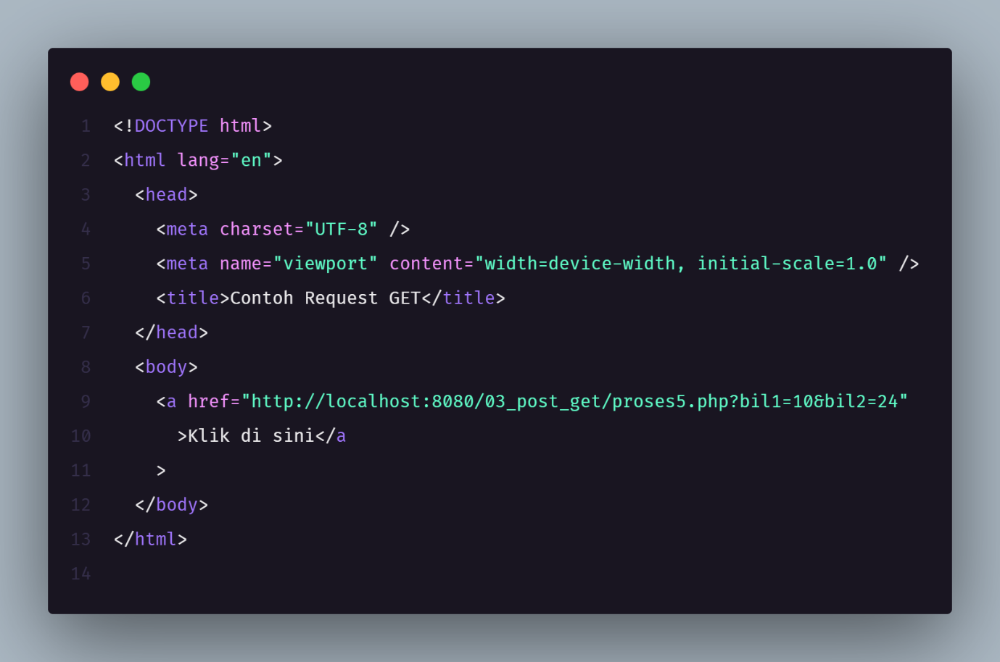 1 <!DOCTYPE html>
2 <html lang="en">
3   <head>
4     <meta charset="UTF-8" />
5     <meta name="viewport" content="width=device-width, initial-scale=1.0" />
6     <title>Contoh Request GET</title>
7   </head>
8   <body>
9     <a href="http://localhost:8080/03_post_get/proses5.php?bil1=10&bil2=24"
10       >Klik di sini</a
11     >
12   </body>
13 </html>
14